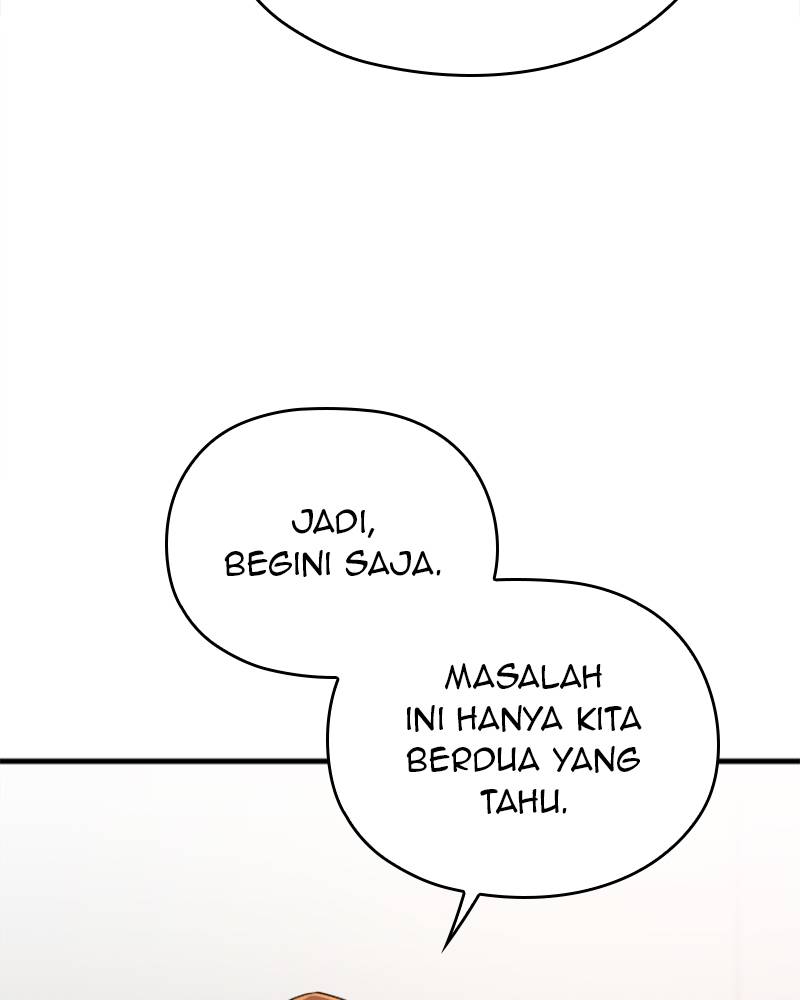 JADI,
BEGINI SAJA.
MASALAH
INI HANYA KITA
BERDUA YANG
TAHU.